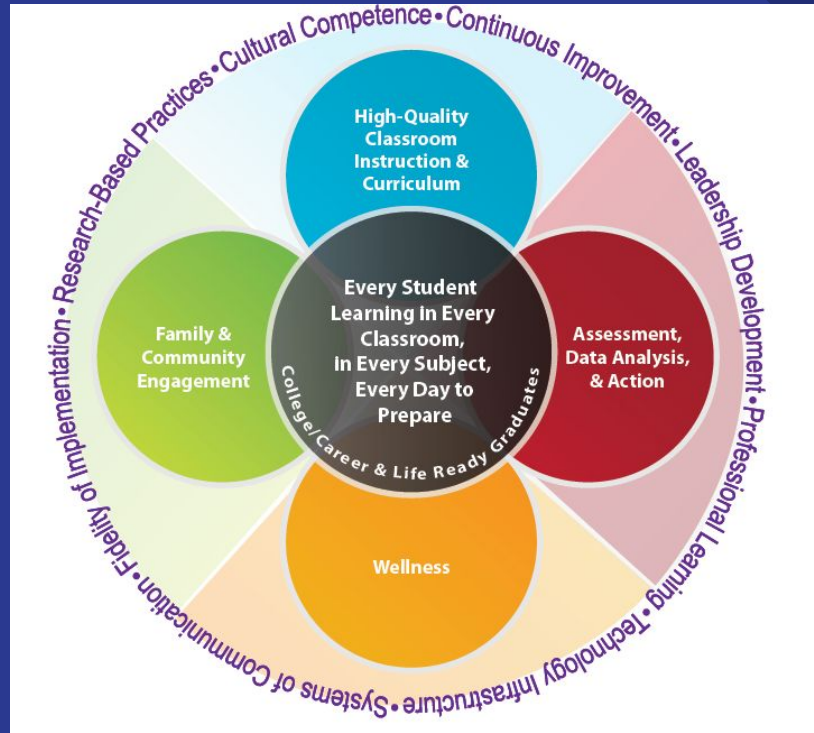 Research-Based Practices • Cultural Competence • Continuous Improvement • Leadership Development • Professional Learning • Technology Infrastructure • Systems of Communication • Fidelity of Implementation •
High-Quality
Classroom
Instruction &
Curriculum
Family &
Community
Engagement
Every Student
Learning in Every
Classroom,
in Every Subject,
Every Day to
Prepare
College/Career & Life Ready Graduates
Assessment,
Data Analysis,
& Action
Wellness